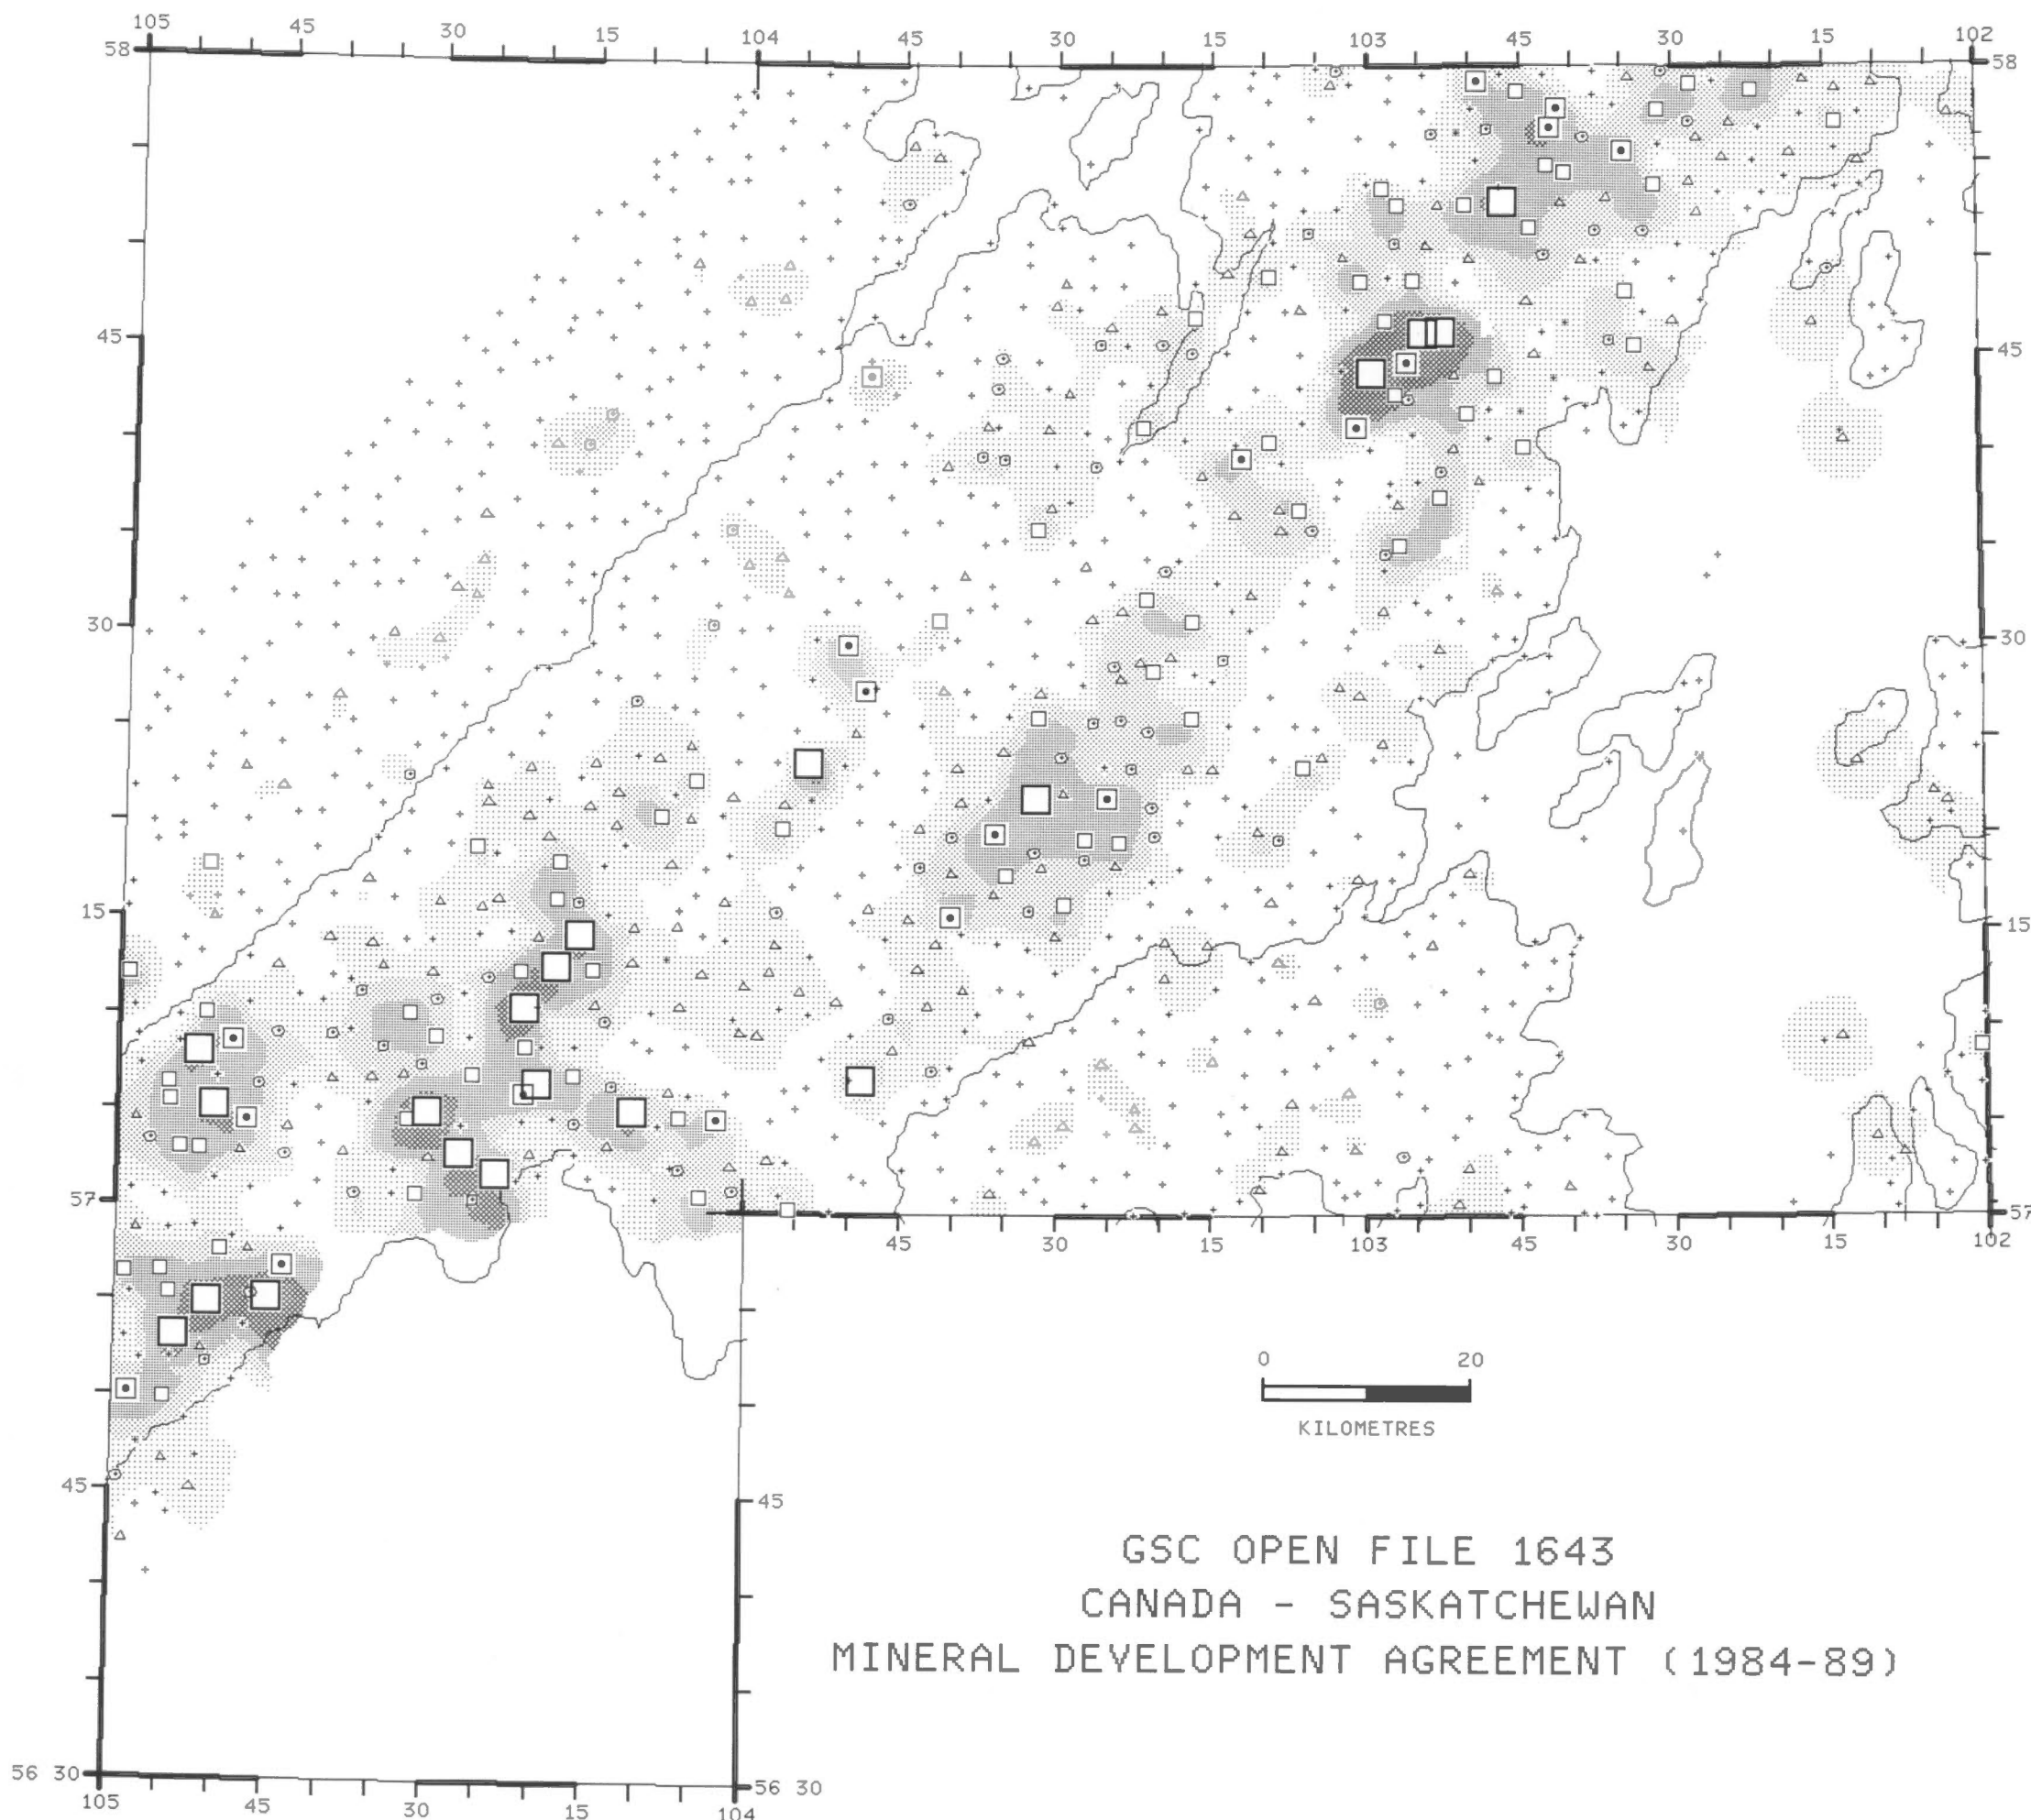 105 45 30 15 104 45 30 15 103 45 30 15 102
58 58
45 45
30 30
15 15
57 57
45 30 15 103 45 30 15 102
0 20
KILOMETRES
45 45
GSC OPEN FILE 1643
CANADA - SASKATCHEWAN
MINERAL DEVELOPMENT AGREEMENT (1984-89)
56 30 56 30
105 45 30 15 104